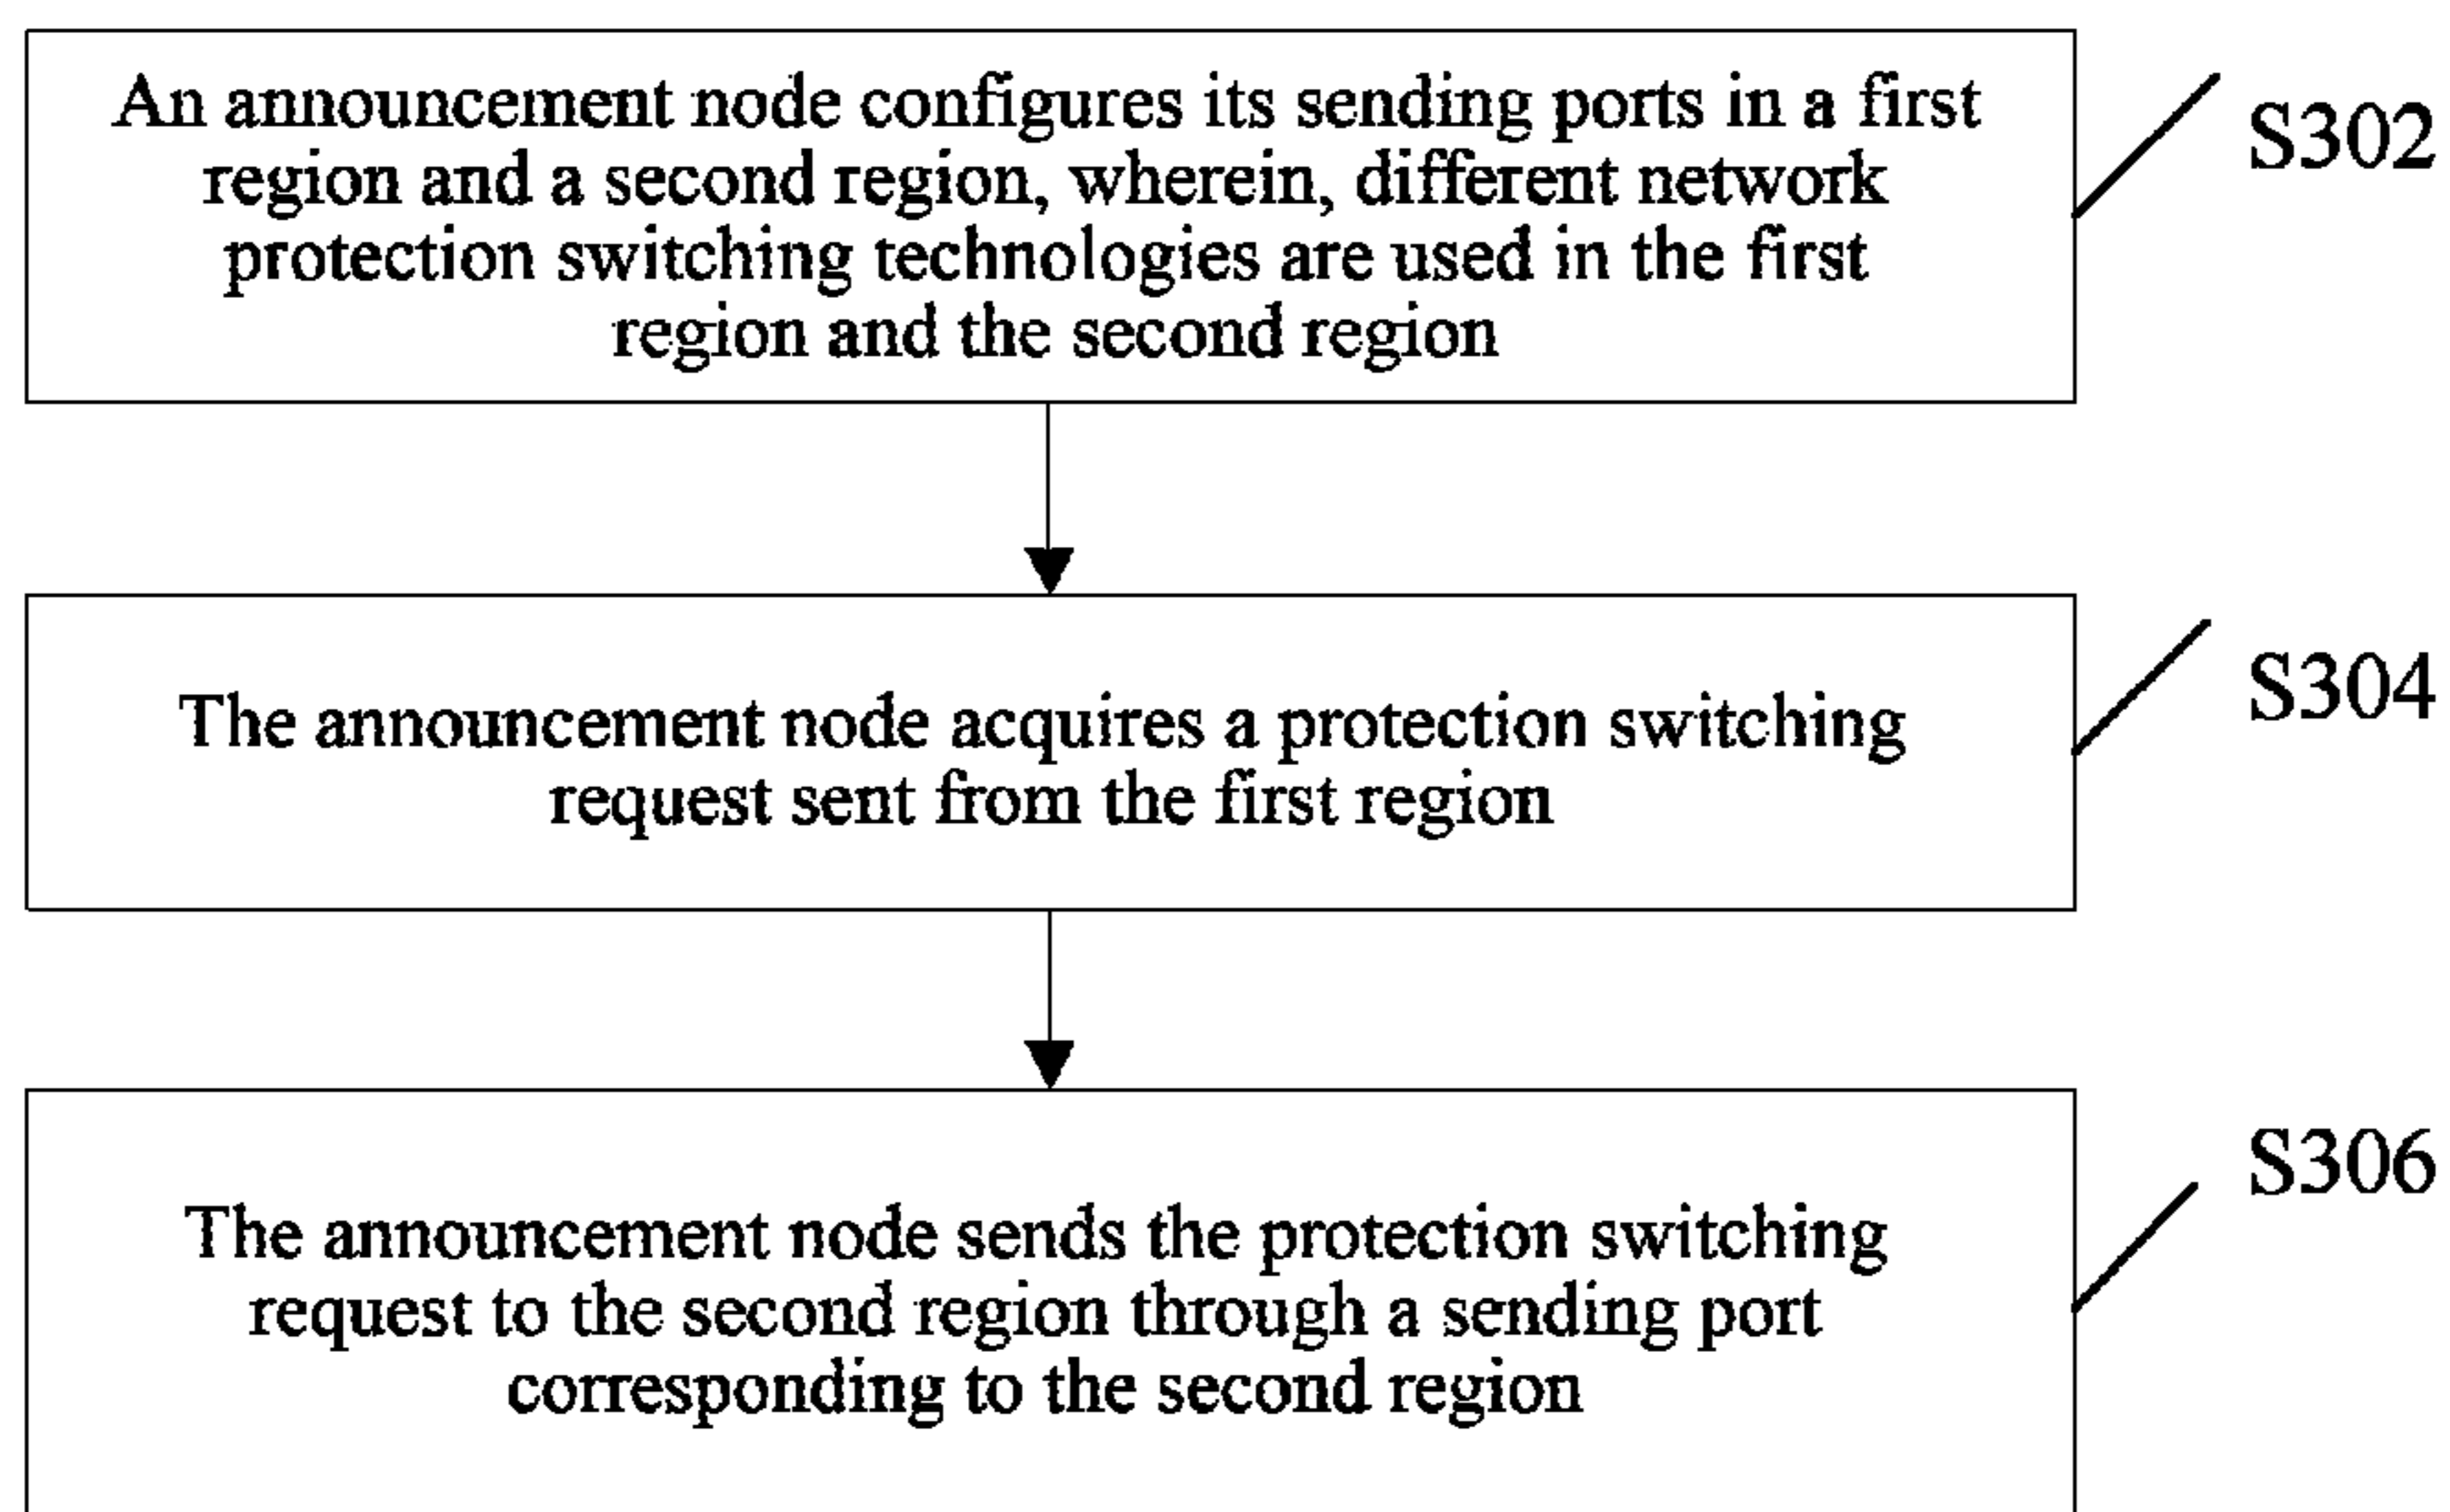 An announcement node configures its sending ports in a first
region and a second region, wherein, different network
protection switching technologies are used in the first
region and the second region
S302
The announcement node acquires a protection switching
request sent from the first region
S304
The announcement node sends the protection switching
request to the second region through a sending port
corresponding to the second region
S306